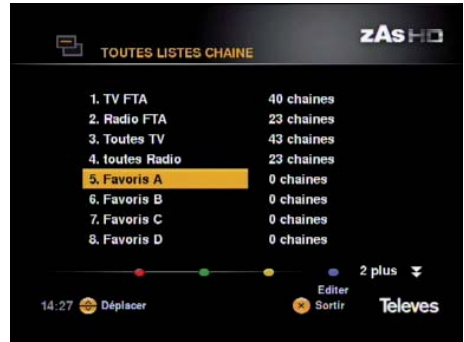 zAs HD
TOUTES LISTES CHAINE
1. TV FTA 40 chaines
2. Radio FTA 23 chaines
3. Toutes TV 43 chaines
4. toutes Radio 23 chaines
5. Favoris A 0 chaines
6. Favoris B 0 chaines
7. Favoris C 0 chaines
8. Favoris D 0 chaines
2 plus
Editer
14:27 Déplacer Sortir Televes